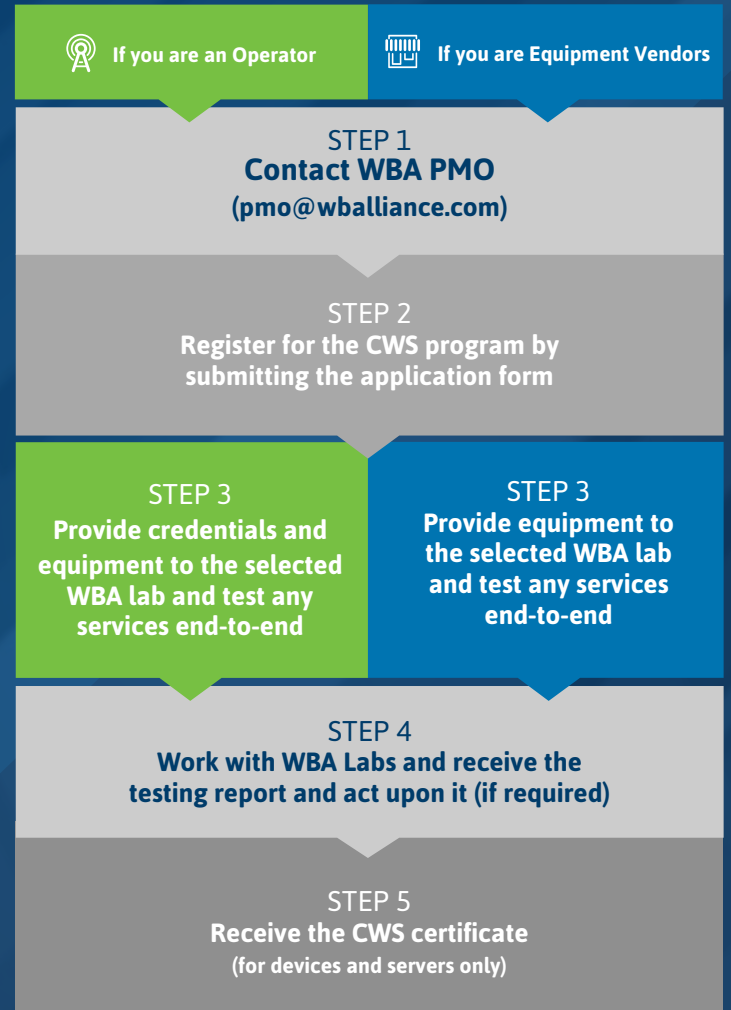 If you are an Operator
If you are Equipment Vendors
STEP 1
Contact WBA PMO
(pmo@wballiance.com)
STEP 2
Register for the CWS program by
submitting the application form
STEP 3
Provide credentials and
equipment to the selected
WBA lab and test any
services end-to-end
STEP 3
Provide equipment to
the selected WBA lab
and test any services
end-to-end
STEP 4
Work with WBA Labs and receive the
testing report and act upon it (if required)
STEP 5
Receive the CWS certificate
(for devices and servers only)